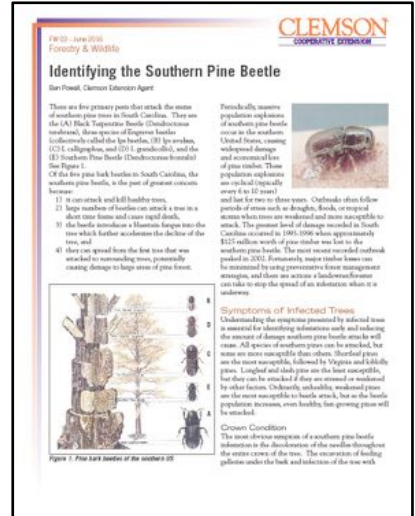 CLEMSON
COOPERATIVE EXTENSION
FW 03 – June 2016
Forestry & Wildlife
Identifying the Southern Pine Beetle
Ben Powell, Clemson Extension Agent
There are five primary pests that attack the stems
of southern pine trees in South Carolina. They are
the (A) Black Turpentine Beetle (Dendroctonus
terebrans), three species of Engraver beetles
(collectively called the Ips beetles, (B) Ips avulsus,
(C) I. calligraphus, and (D) I. grandicollis), and the
(E) Southern Pine Beetle (Dendroctonus frontalis)
See Figure 1.
Of the five pine bark beetles in South Carolina, the
southern pine beetle, is the pest of greatest concern
because:
1) it can attack and kill healthy trees,
2) large numbers of beetles can attack a tree in a
short time frame and cause rapid death,
3) the beetle introduces a bluestain fungus into the
tree which further accelerates the decline of the
tree, and
4) they can spread from the first tree that was
attacked to surrounding trees, potentially
causing damage to large areas of pine forest.
B
D
C
E
A
Figure 1. Pine bark beetles of the southern US
Periodically, massive
population explosions
of southern pine beetle
occur in the southern
United States, causing
widespread damage
and economical loss
of pine timber. These
population explosions
are cyclical (typically
every 6 to 10 years)
and last for two to three years. Outbreaks often follow
periods of stress such as droughts, floods, or tropical
storms when trees are weakened and more susceptible to
attack. The greatest level of damage recorded in South
Carolina occurred in 1995-1996 when approximately
$125 million worth of pine timber was lost to the
southern pine beetle. The most recent recorded outbreak
peaked in 2002. Fortunately, major timber losses can
be minimized by using preventative forest management
strategies, and there are actions a landowner/forester
can take to stop the spread of an infestation when it is
underway.
Symptoms of Infected Trees
Understanding the symptoms presented by infected trees
is essential for identifying infestations early and reducing
the amount of damage southern pine beetle attacks will
cause. All species of southern pines can be attacked, but
some are more susceptible than others. Shortleaf pines
are the most susceptible, followed by Virginia and loblolly
pines. Longleaf and slash pine are the least susceptible,
but they can be attacked if they are stressed or weakened
by other factors. Ordinarily, unhealthy, weakened pines
are the most susceptible to beetle attack, but as the beetle
population increases, even healthy, fast-growing pines will
be attacked.
Crown Condition
The most obvious symptom of a southern pine beetle
infestation is the discoloration of the needles throughout
the entire crown of the tree. The excavation of feeding
galleries under the bark and infection of the tree with